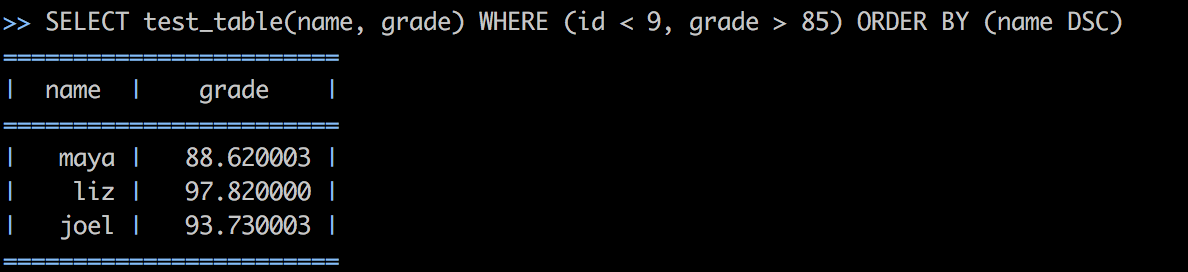 >> SELECT test_table(name, grade) WHERE (id < 9, grade > 85) ORDER BY (name DSC)
========================
|  name  |    grade    |
========================
|   maya |   88.620003 |
|    liz |   97.820000 |
|   joel |   93.730003 |
========================